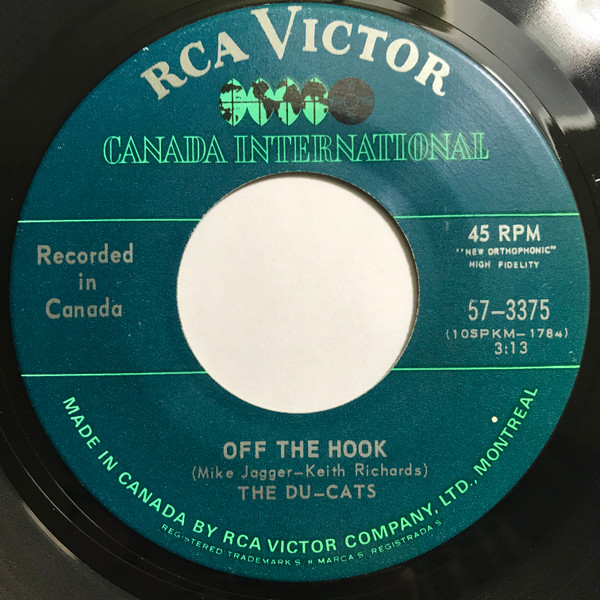 RCA VICTOR
CANADA INTERNATIONAL
Recorded
in
Canada
45 RPM
"NEW ORTHOPHONIC"
HIGH FIDELITY
57-3375
(10SPKM-1784)
3:13
OFF THE HOOK
(Mike Jagger-Keith Richards)
THE DU-CATS
MADE IN CANADA BY RCA VICTOR COMPANY, LTD., MONTREAL
REGISTERED TRADEMARKS * MARCAS REGISTRADAS